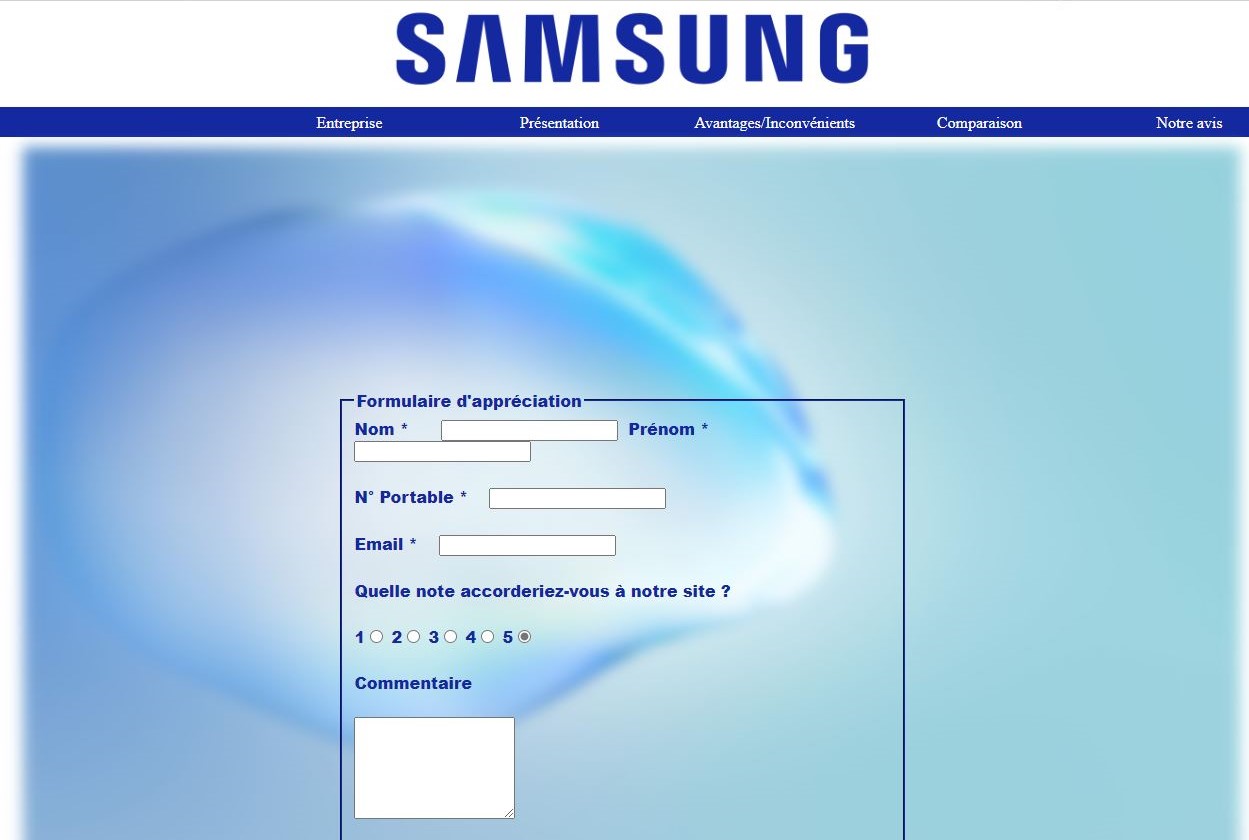 SAMSUNG
Entreprise Présentation Avantages/Inconvénients Comparaison Notre avis
Formulaire d'appréciation
Nom * Prénom *
N° Portable *
Email *
Quelle note accorderiez-vous à notre site ?
1 2 3 4 5
Commentaire